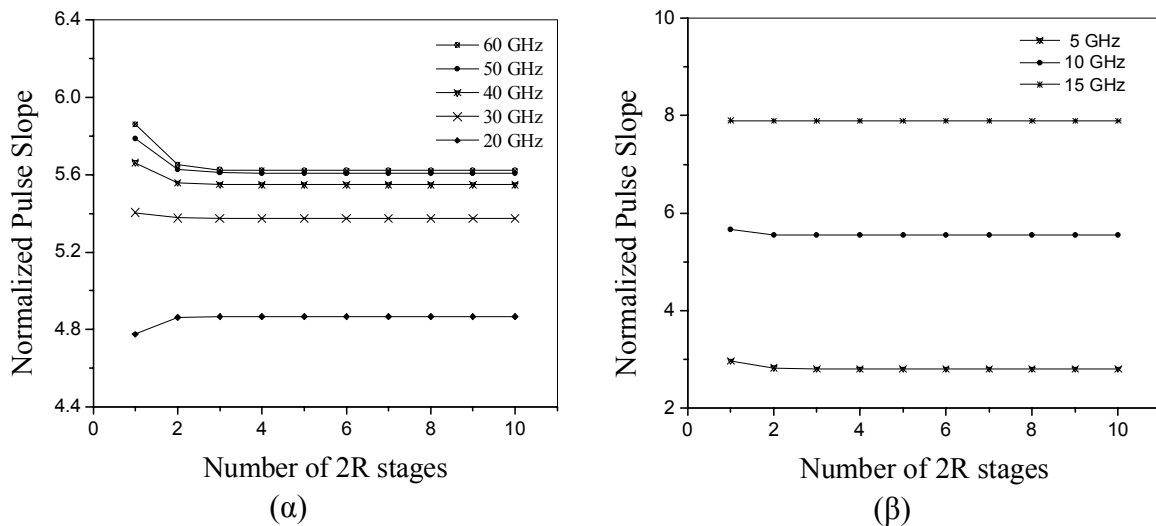 6.4
6.0
5.6
5.2
4.8
4.4
Normalized Pulse Slope
60 GHz
50 GHz
40 GHz
30 GHz
20 GHz
0 2 4 6 8 10
Number of 2R stages
(α)
10
8
6
4
2
Normalized Pulse Slope
5 GHz
10 GHz
15 GHz
0 2 4 6 8 10
Number of 2R stages
(β)